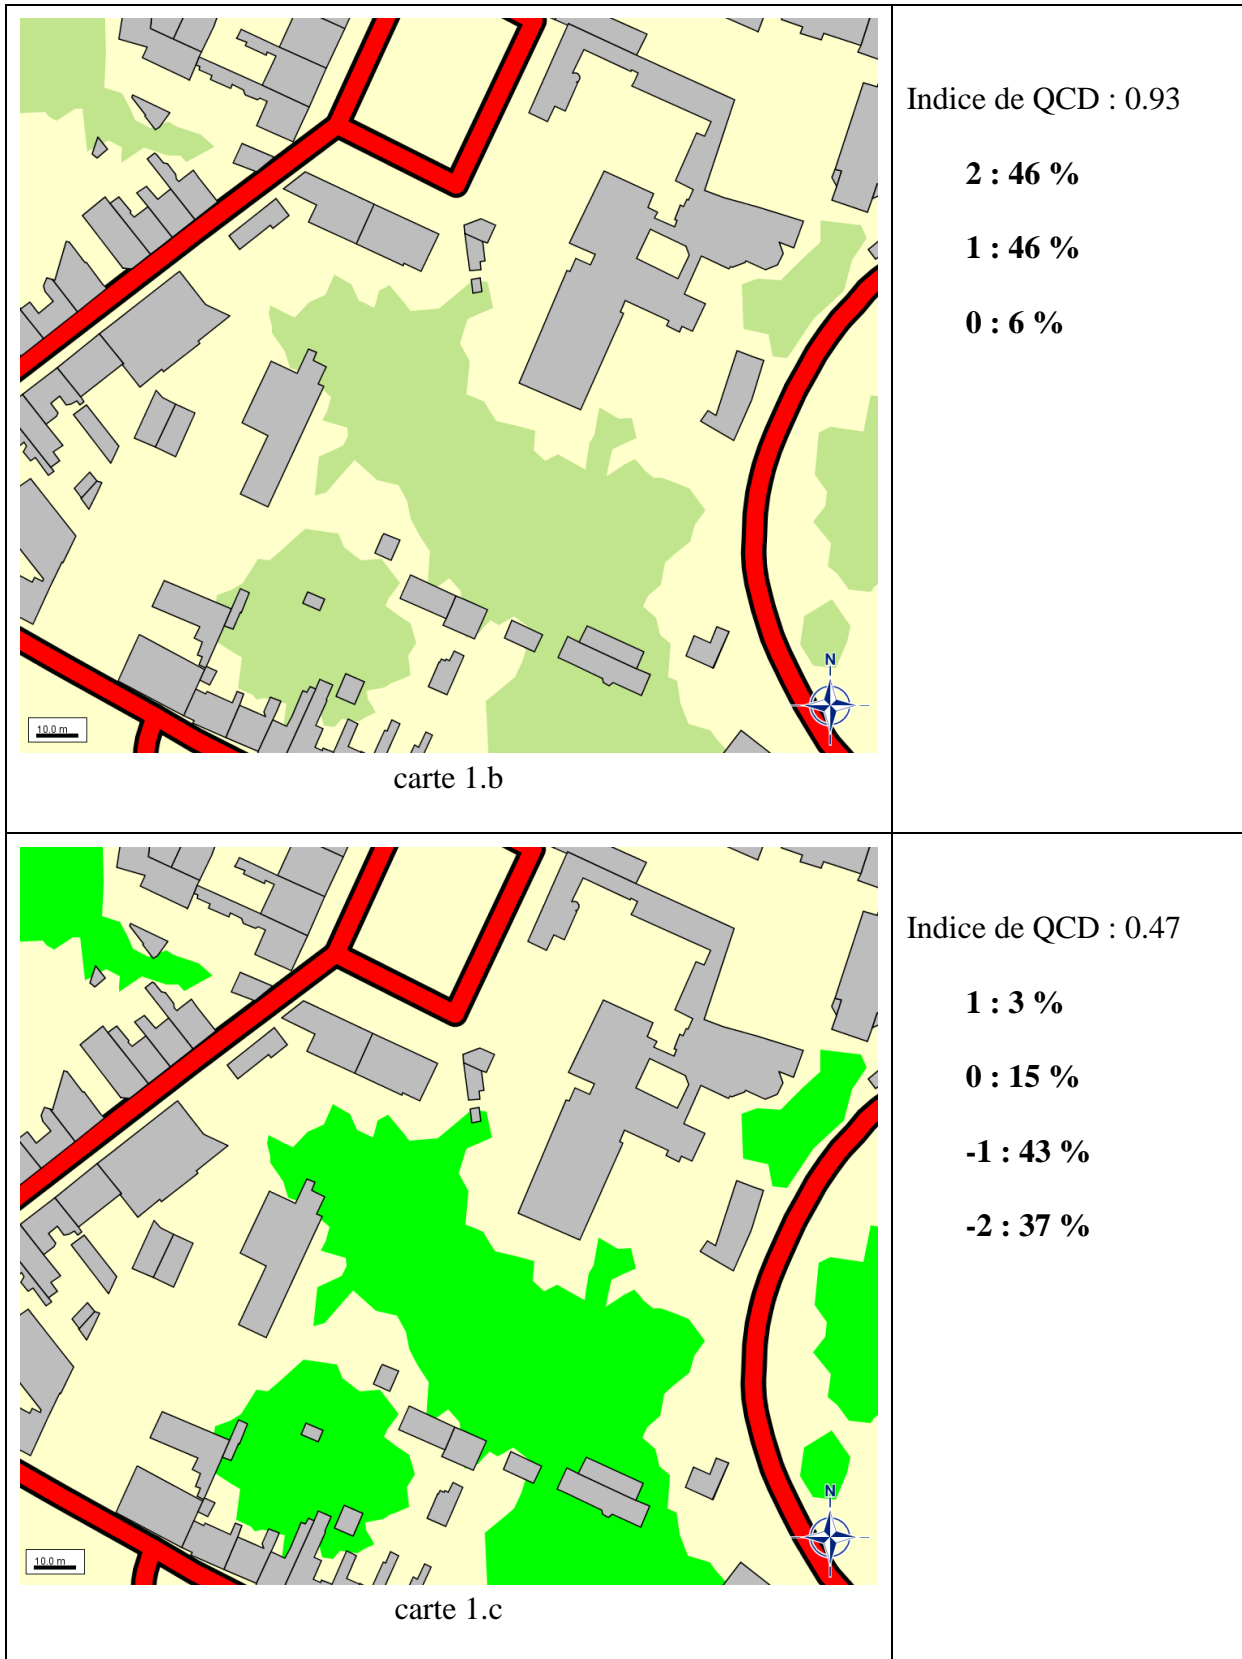 Indice de QCD : 0.93
2 : 46 %
1 : 46 %
0 : 6 %
N
10.0 m
carte 1.b
Indice de QCD : 0.47
1 : 3 %
0 : 15 %
-1 : 43 %
-2 : 37 %
N
10.0 m
carte 1.c